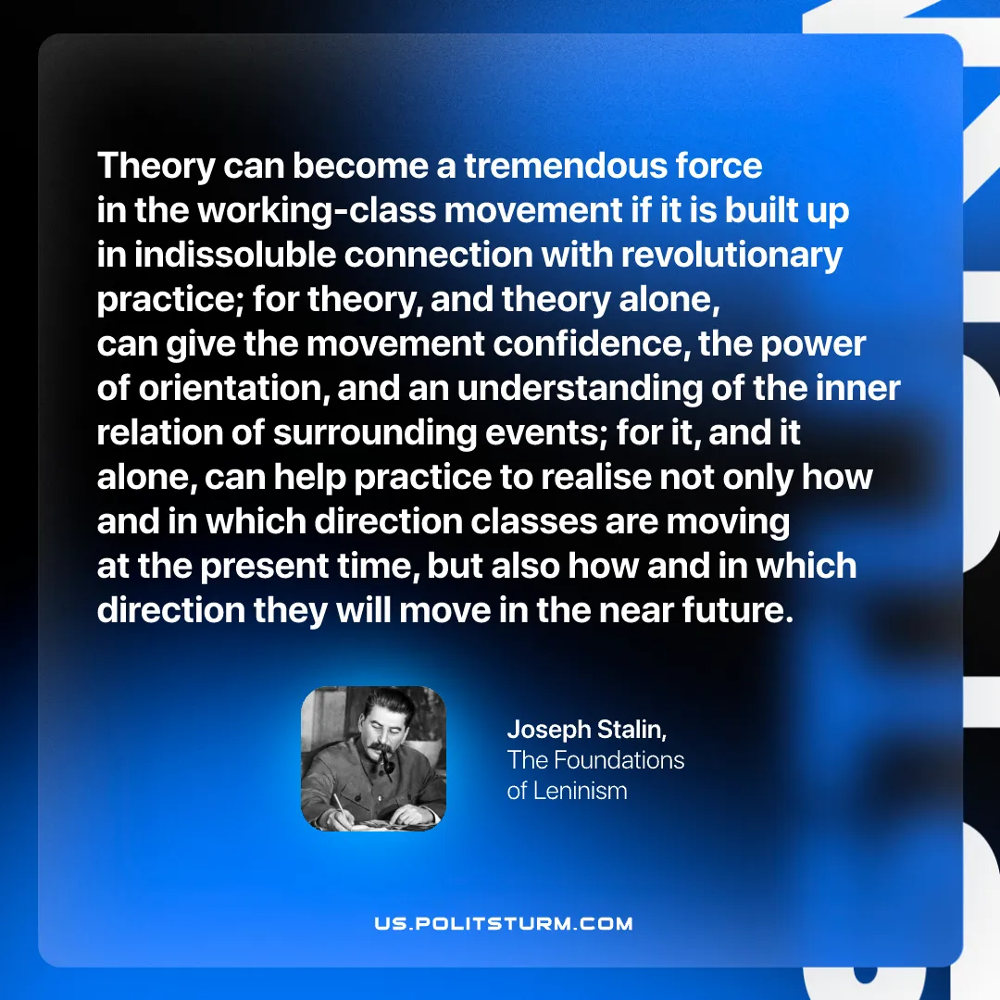 Theory can become a tremendous force
in the working-class movement if it is built up
in indissoluble connection with revolutionary
practice; for theory, and theory alone,
can give the movement confidence, the power
of orientation, and an understanding of the inner
relation of surrounding events; for it, and it
alone, can help practice to realise not only how
and in which direction classes are moving
at the present time, but also how and in which
direction they will move in the near future.
Joseph Stalin,
The Foundations
of Leninism
US.POLITSTURM.COM